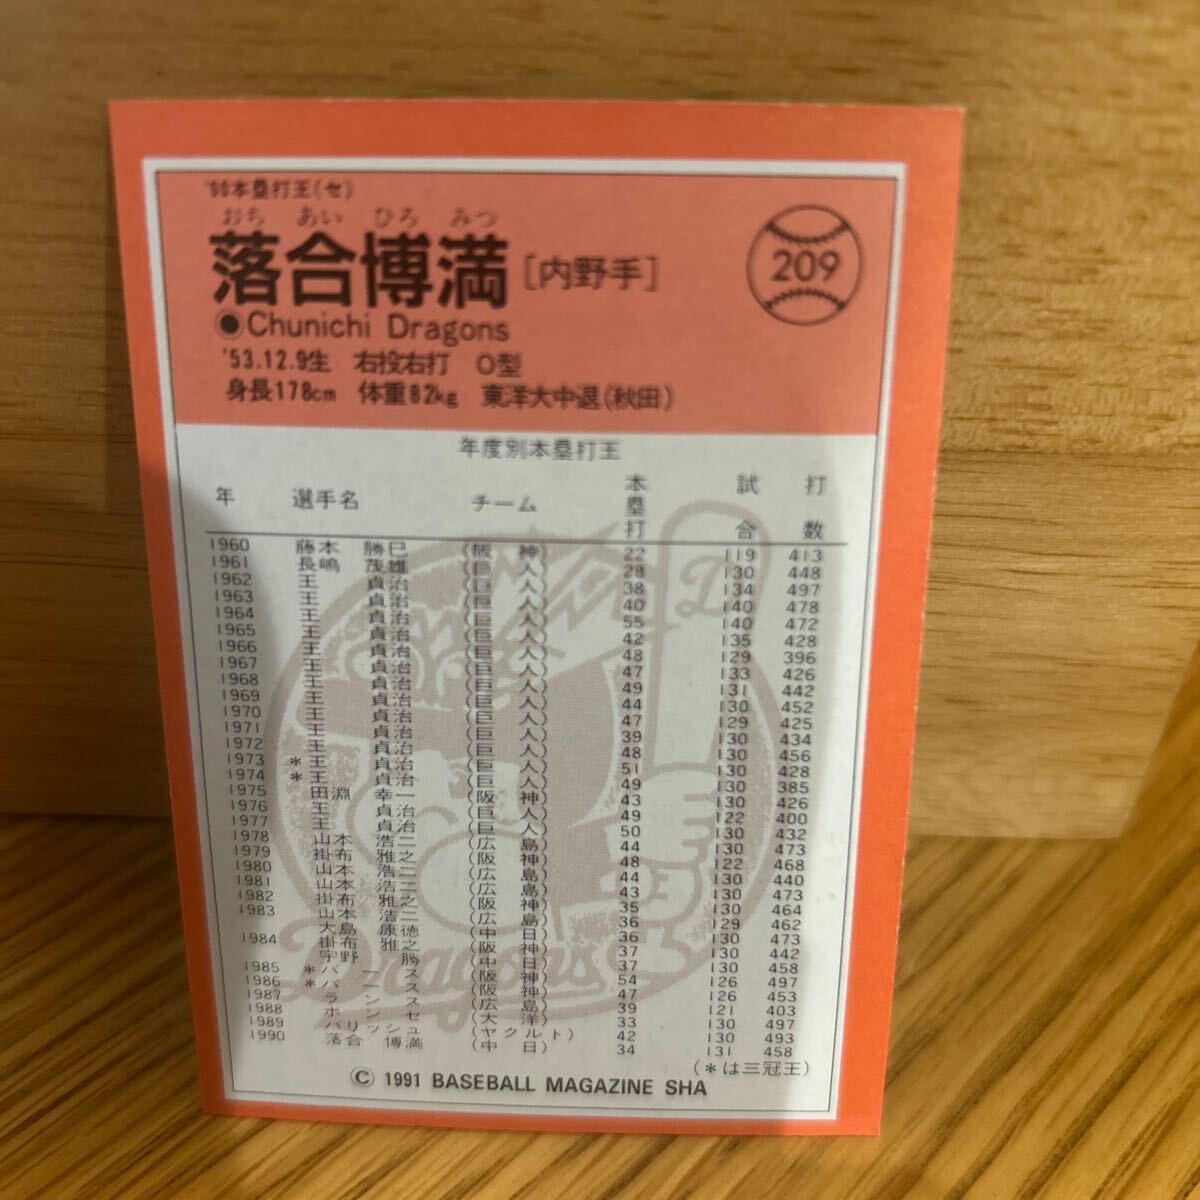 '90本塁打王(セ)
おち あい ひろ みつ
落合博満 [内野手]
209
●Chunichi Dragons
'53.12.9生 右投右打 O型
身長178cm 体重82kg 東洋大中退(秋田)
年度別本塁打王
年 選手名 チーム 本塁打 試合 打数
1960 藤本 勝巳 (阪神) 22 119 413
1961 長嶋 茂雄 (巨人) 28 130 448
1962 王 貞治 (巨人) 38 134 497
1963 王 貞治 (巨人) 40 140 478
1964 王 貞治 (巨人) 55 140 472
1965 王 貞治 (巨人) 42 135 428
1966 王 貞治 (巨人) 48 129 396
1967 王 貞治 (巨人) 47 133 426
1968 王 貞治 (巨人) 49 131 442
1969 王 貞治 (巨人) 44 130 452
1970 王 貞治 (巨人) 47 129 425
1971 王 貞治 (巨人) 39 130 434
1972 王 貞治 (巨人) 48 130 456
1973 *王 貞治 (巨人) 51 130 428
1974 *王 貞治 (巨人) 49 130 385
1975 田淵 幸一 (阪神) 43 130 426
1976 王 貞治 (巨人) 49 122 400
1977 王 貞治 (巨人) 50 130 432
1978 山本 浩二 (広島) 44 130 473
1979 掛布 雅之 (阪神) 48 122 468
1980 山本 浩二 (広島) 44 130 440
1981 山本 浩二 (広島) 43 130 473
1982 掛布 雅之 (阪神) 35 130 464
1983 山本 浩二 (広島) 36 129 462
大島 康徳 (中日) 36 130 473
1984 掛布 雅之 (阪神) 37 130 442
宇野 勝 (中日) 37 130 458
1985 *バース (阪神) 54 126 497
1986 *バース (阪神) 47 126 453
1987 ランス (広島) 39 121 403
1988 ポンセ (大洋) 33 130 497
1989 パリッシュ (ヤクルト) 42 130 493
1990 落合 博満 (中日) 34 131 458
(*は三冠王)
D
Dragons
© 1991 BASEBALL MAGAZINE SHA